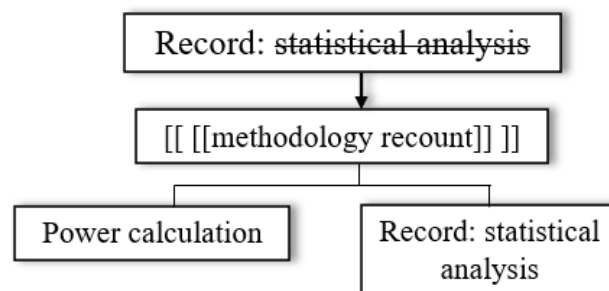 Record: statistical analysis
[[ [[methodology recount]] ]]
Power calculation
Record: statistical
analysis